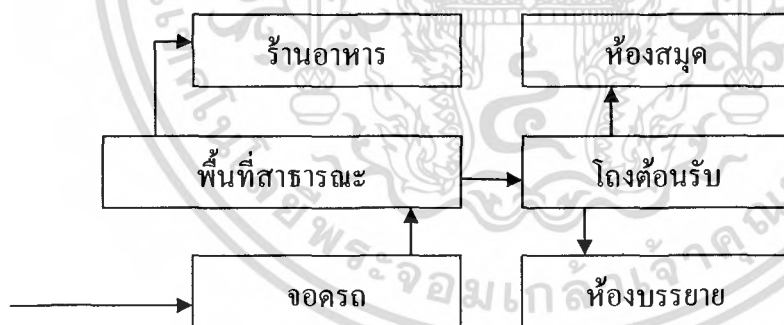 ร้านอาหาร
ห้องสมุด
พื้นที่สาธารณะ
โถงต้อนรับ
จอดรถ
ห้องบรรยาย